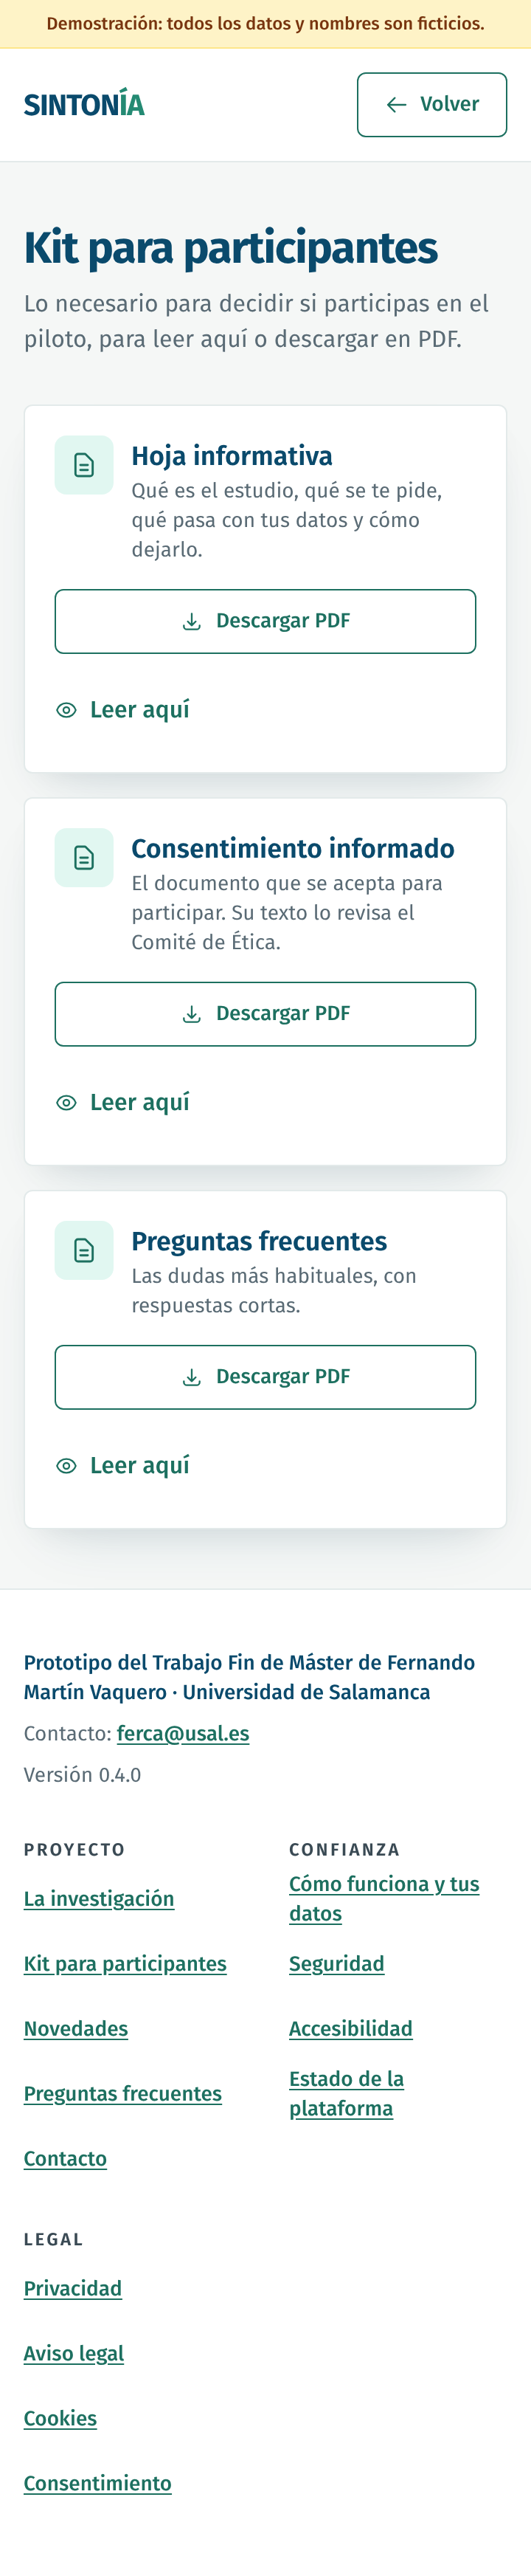 Demostración: todos los datos y nombres son ficticios.
SINTONÍA
Volver
Kit para participantes
Lo necesario para decidir si participas en el
piloto, para leer aquí o descargar en PDF.
Hoja informativa
Qué es el estudio, qué se te pide,
qué pasa con tus datos y cómo
dejarlo.
Descargar PDF
Leer aquí
Consentimiento informado
El documento que se acepta para
participar. Su texto lo revisa el
Comité de Ética.
Descargar PDF
Leer aquí
Preguntas frecuentes
Las dudas más habituales, con
respuestas cortas.
Descargar PDF
Leer aquí
Prototipo del Trabajo Fin de Máster de Fernando
Martín Vaquero · Universidad de Salamanca
Contacto: ferca@usal.es
Versión 0.4.0
PROYECTO
La investigación
Kit para participantes
Novedades
Preguntas frecuentes
Contacto
CONFIANZA
Cómo funciona y tus
datos
Seguridad
Accesibilidad
Estado de la
plataforma
LEGAL
Privacidad
Aviso legal
Cookies
Consentimiento